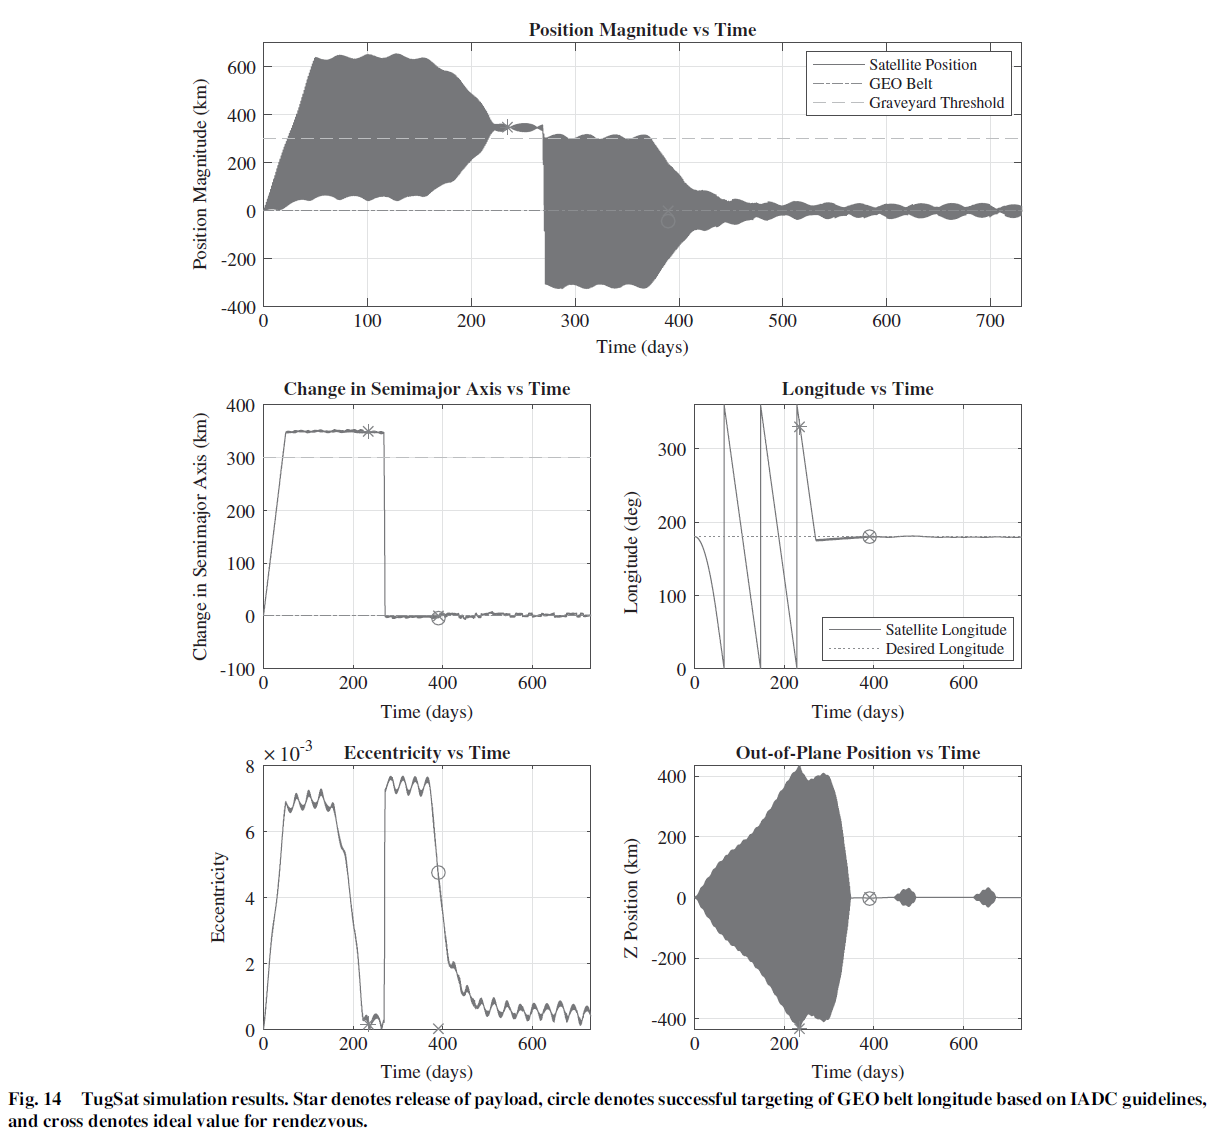 Position Magnitude vs Time
Position Magnitude (km)
600
400
200
0
-200
-400
Satellite Position
GEO Belt
Graveyard Threshold
0 100 200 300 400 500 600 700
Time (days)
Change in Semimajor Axis vs Time
Change in Semimajor Axis (km)
400
300
200
100
0
-100
0 200 400 600
Time (days)
Longitude vs Time
Longitude (deg)
300
200
100
0
Satellite Longitude
Desired Longitude
0 200 400 600
Time (days)
Eccentricity vs Time
× 10-3
Eccentricity
8
6
4
2
0
0 200 400 600
Time (days)
Out-of-Plane Position vs Time
Z Position (km)
400
200
0
-200
-400
0 200 400 600
Time (days)
Fig. 14 TugSat simulation results. Star denotes release of payload, circle denotes successful targeting of GEO belt longitude based on IADC guidelines,
and cross denotes ideal value for rendezvous.